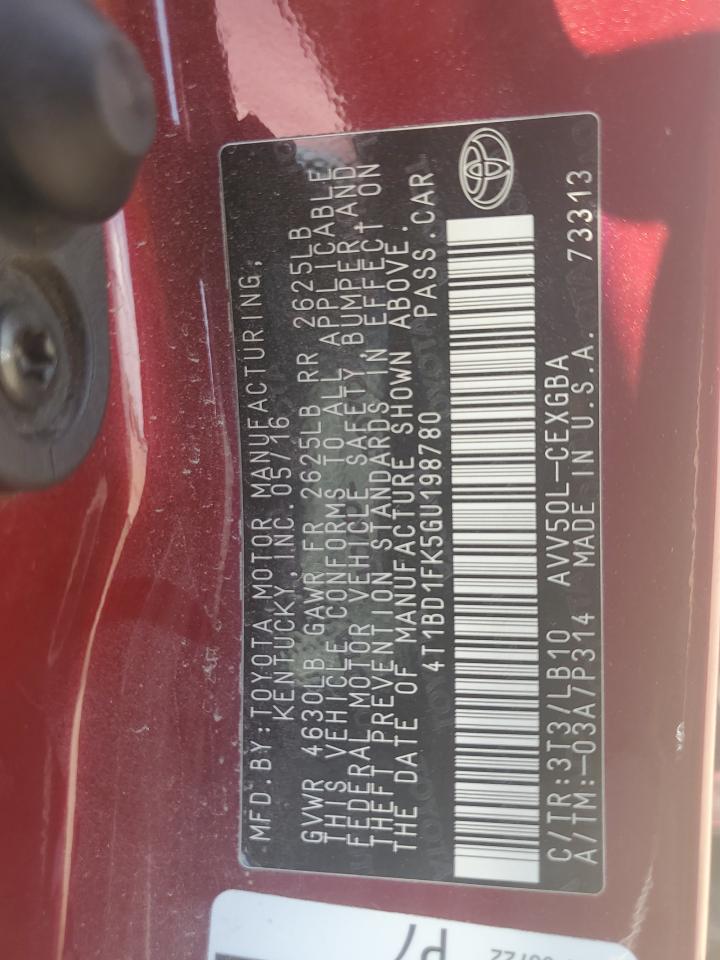 MFD.BY:TOYOTA MOTOR MANUFACTURING,
KENTUCKY,INC.05/16
GVWR 4630LB GAWR FR 2625LB RR 2625LB
THIS VEHICLE CONFORMS TO ALL APPLICABLE
FEDERAL MOTOR VEHICLE SAFETY, BUMPER, AND
THEFT PREVENTION STANDARDS IN EFFECT ON
THE DATE OF MANUFACTURE SHOWN ABOVE.
4T1BD1FK5GU198780 PASS.CAR
C/TR:3T3/LB10 AVV50L-CEXGBA
A/TM:-03A/P314 MADE IN U.S.A. 73313